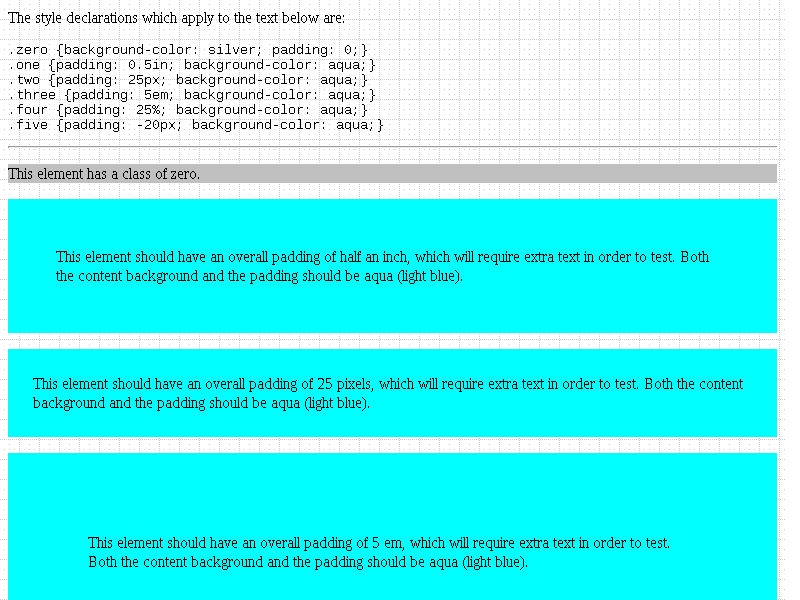 The style declarations which apply to the text below are:
.zero {background-color: silver; padding: 0;}
.one {padding: 0.5in; background-color: aqua;}
.two {padding: 25px; background-color: aqua;}
.three {padding: 5em; background-color: aqua;}
.four {padding: 25%; background-color: aqua;}
.five {padding: -20px; background-color: aqua;}
This element has a class of zero.
This element should have an overall padding of half an inch, which will require extra text in order to test. Both
the content background and the padding should be aqua (light blue).
This element should have an overall padding of 25 pixels, which will require extra text in order to test. Both the content
background and the padding should be aqua (light blue).
This element should have an overall padding of 5 em, which will require extra text in order to test.
Both the content background and the padding should be aqua (light blue).